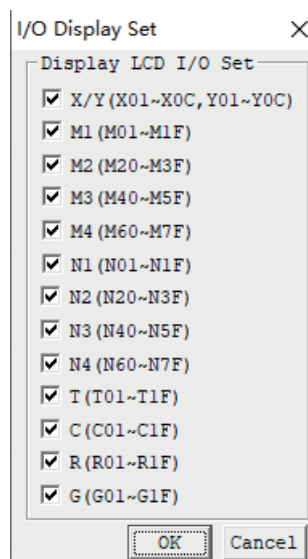 I/O Display Set
Display LCD I/O Set
X/Y(X01~X0C,Y01~Y0C)
M1(M01~M1F)
M2(M20~M3F)
M3(M40~M5F)
M4(M60~M7F)
N1(N01~N1F)
N2(N20~N3F)
N3(N40~N5F)
N4(N60~N7F)
T(T01~T1F)
C(C01~C1F)
R(R01~R1F)
G(G01~G1F)
OK Cancel